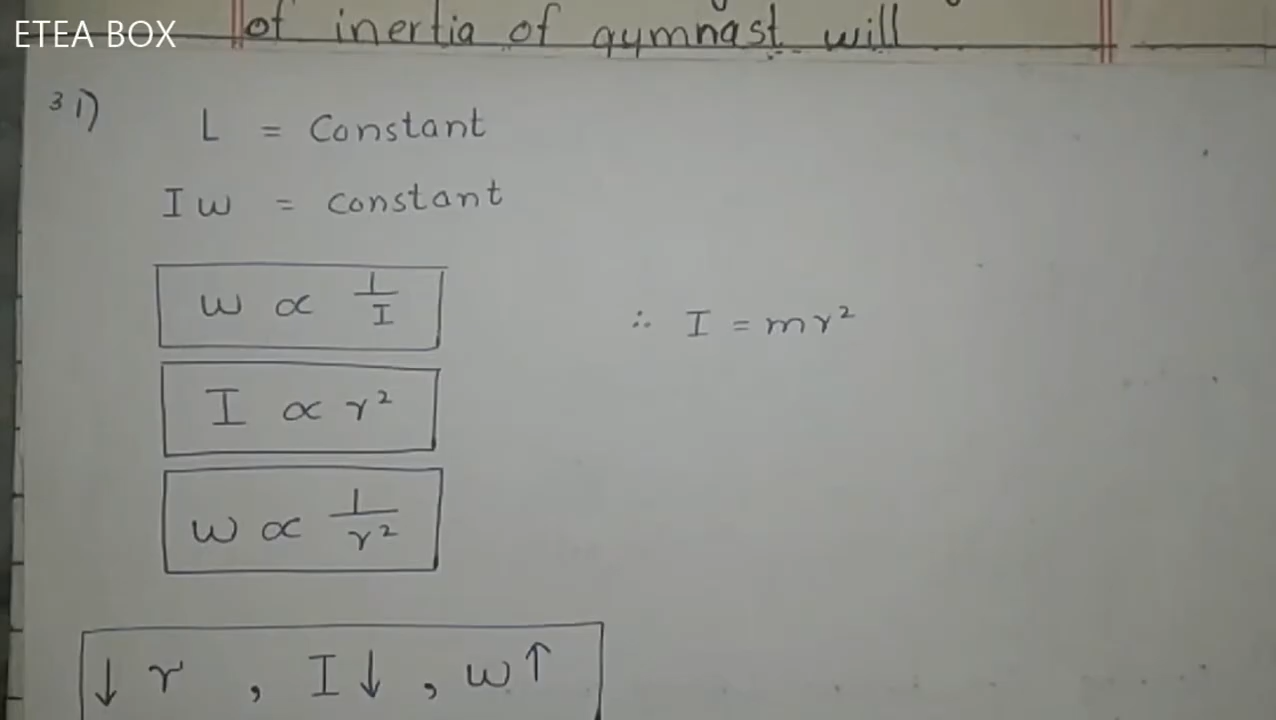 ETEA BOX
of inertia of gymnast will
31)
L = Constant
Iω = constant
ω ∝ 1/I
∴ I = mr²
I ∝ r²
ω ∝ 1/r²
↓ r , I↓ , ω↑